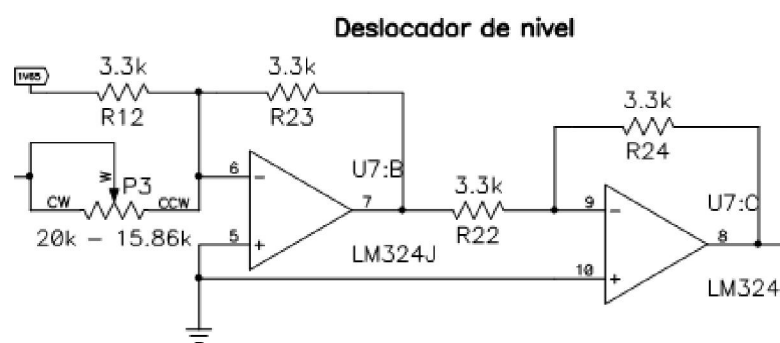 Deslocador de nivel
1V65
3.3k
R12
3.3k
R23
3.3k
R24
W
P3
CW
CCW
20k - 15.86k
6
5
7
U7:B
LM324J
3.3k
R22
9
10
8
U7:C
LM324
-
+
-
+